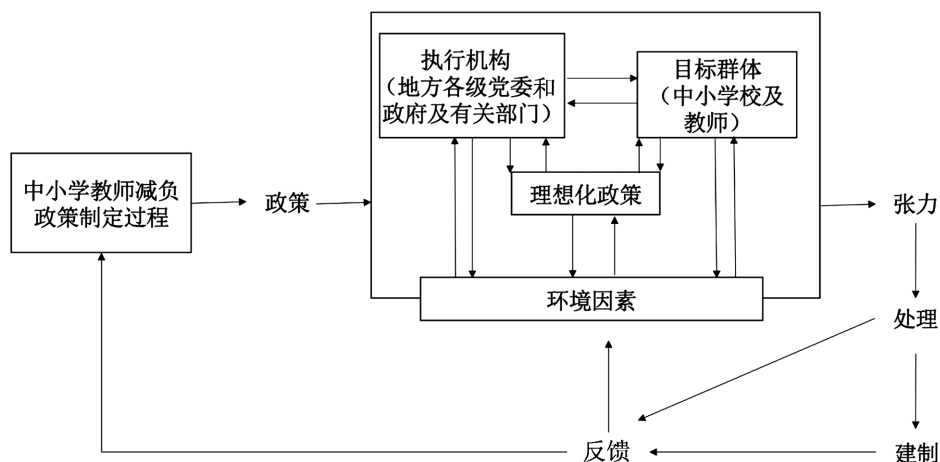 执行机构
（地方各级党委和
政府及有关部门）
目标群体
（中小学校及
教师）
中小学教师减负
政策制定过程
政策
理想化政策
张力
环境因素
处理
反馈
建制